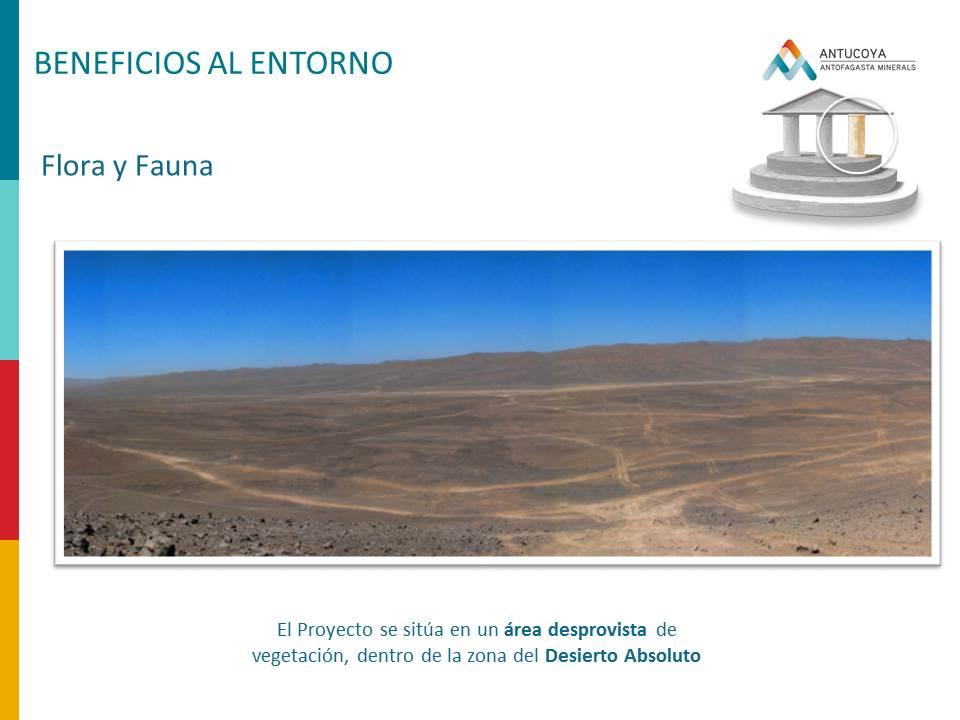 BENEFICIOS AL ENTORNO
ANTUCOYA
ANTOFAGASTA MINERALS
Flora y Fauna
El Proyecto se sitúa en un área desprovista de
vegetación, dentro de la zona del Desierto Absoluto